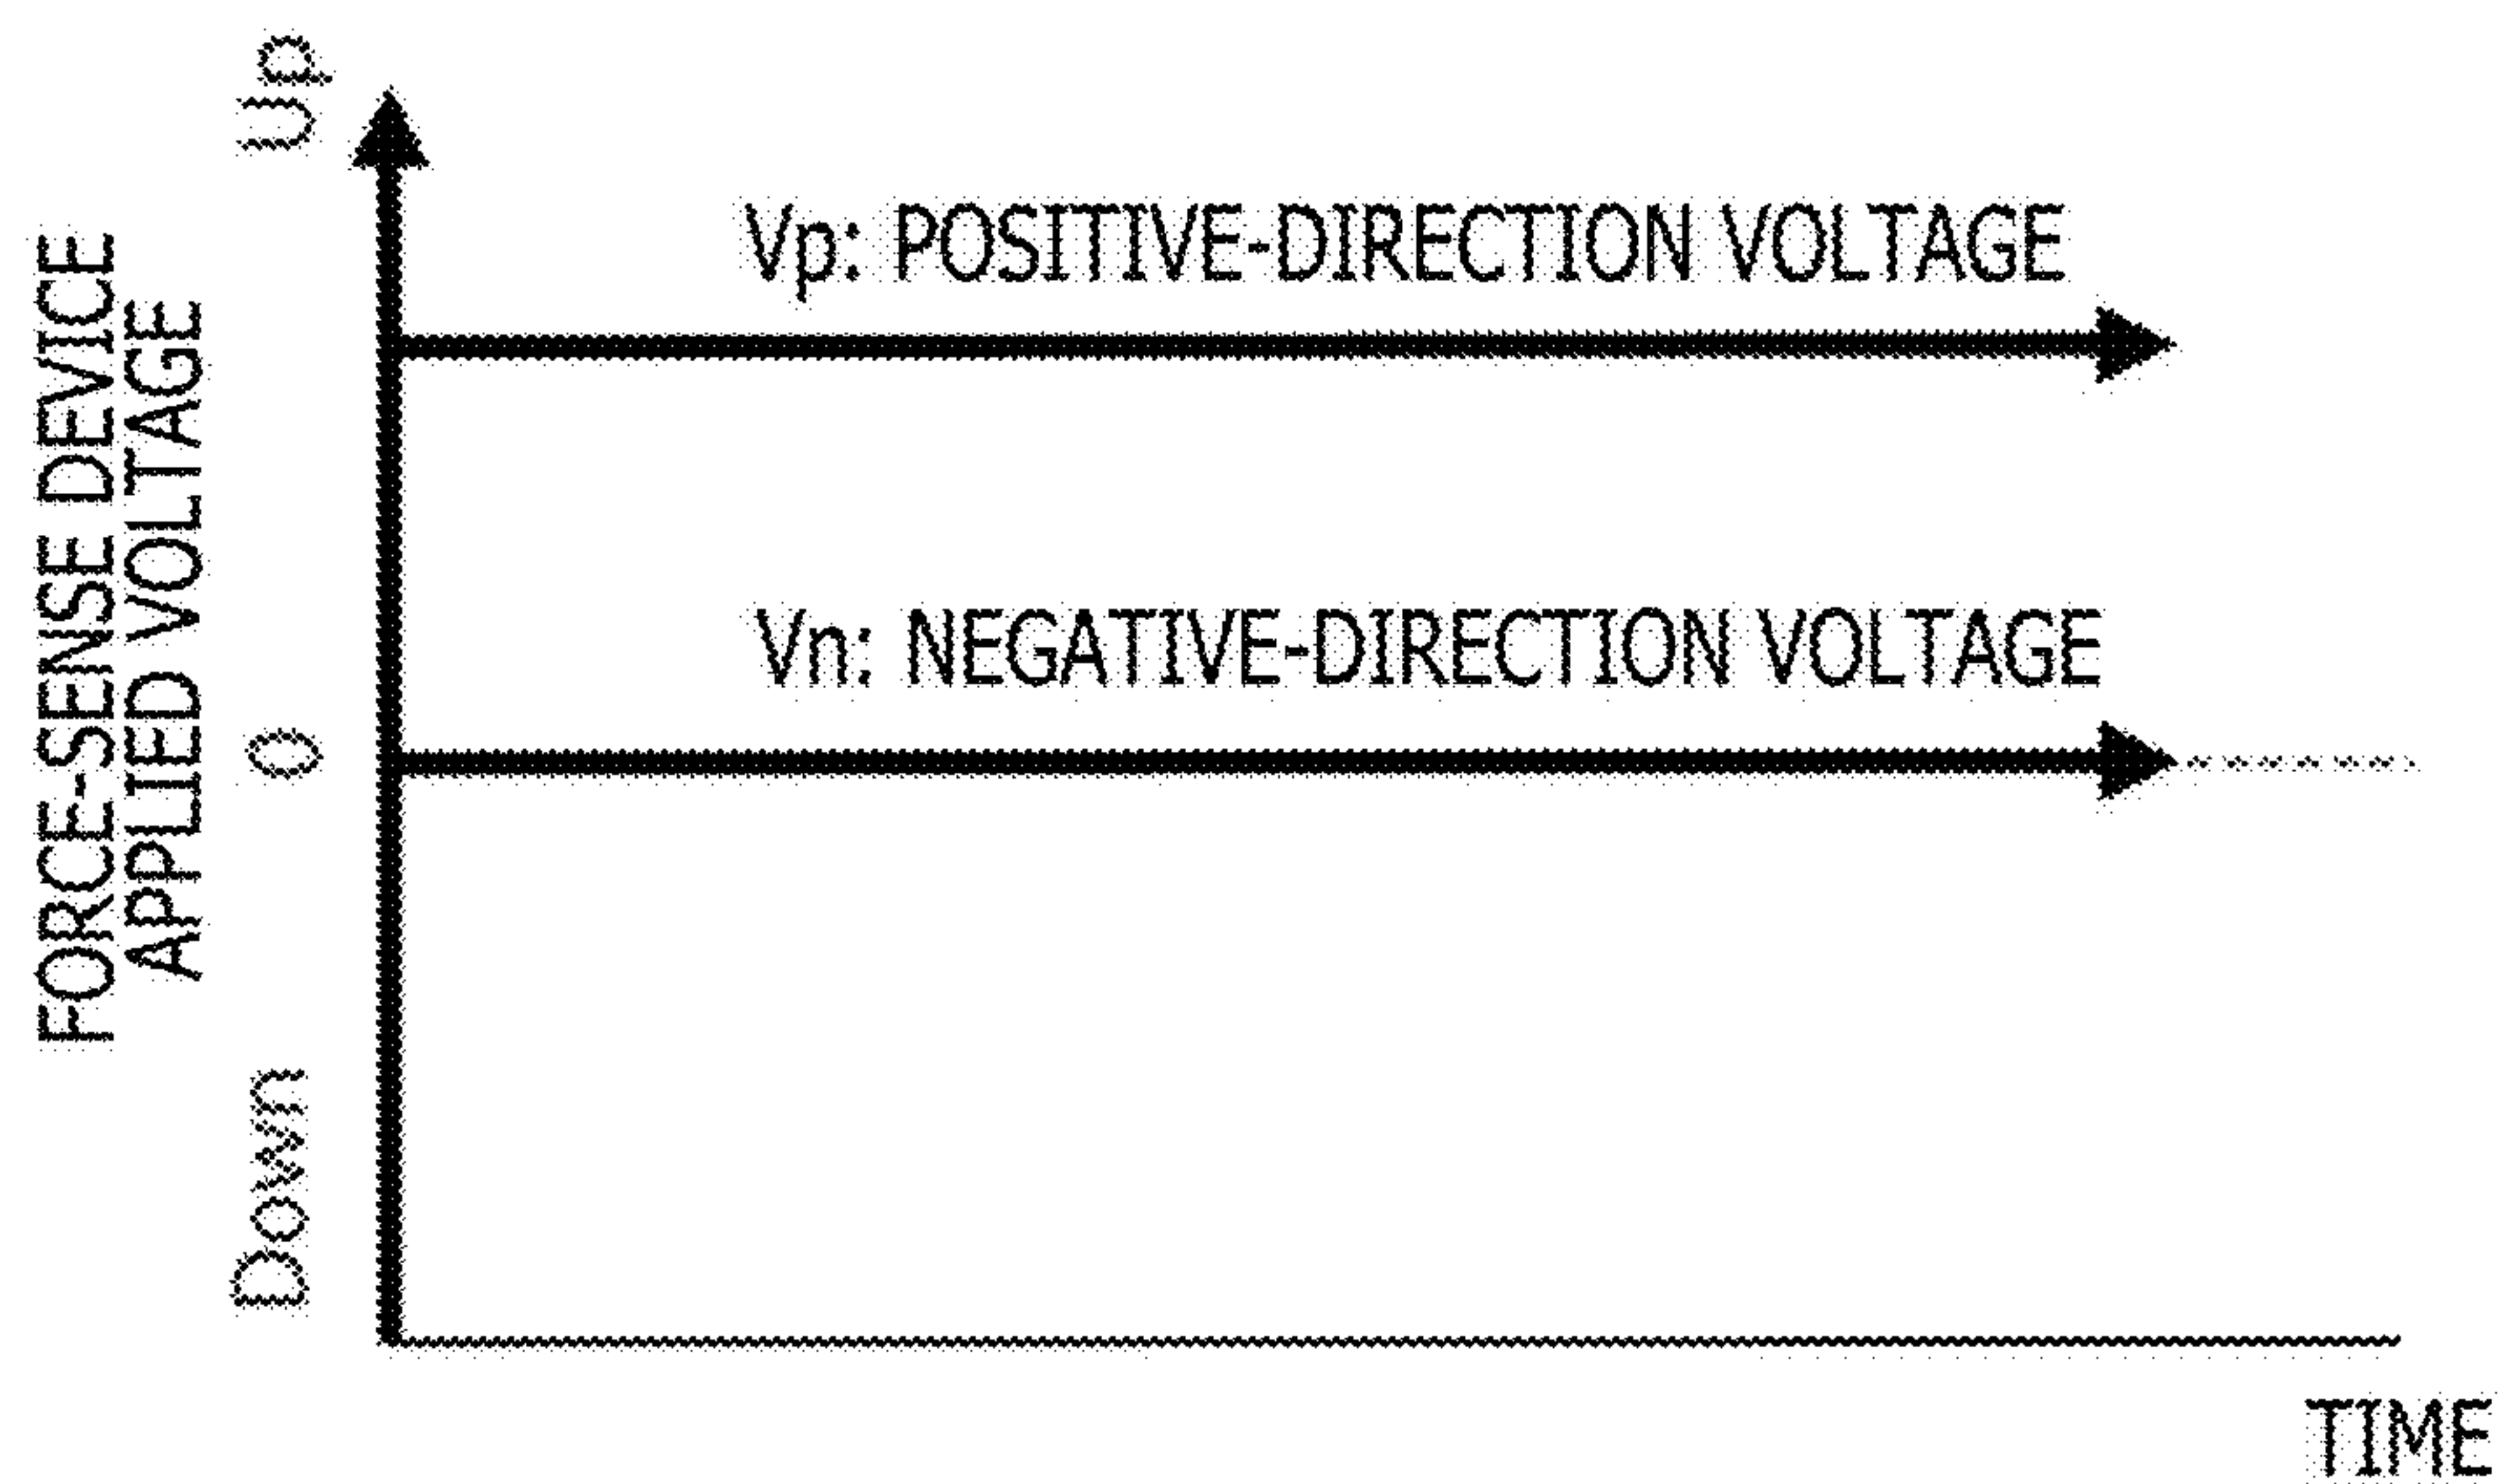 FORCE-SENSE DEVICE
APPLIED VOLTAGE
Up
0
Down
Vp: POSITIVE-DIRECTION VOLTAGE
Vn: NEGATIVE-DIRECTION VOLTAGE
TIME